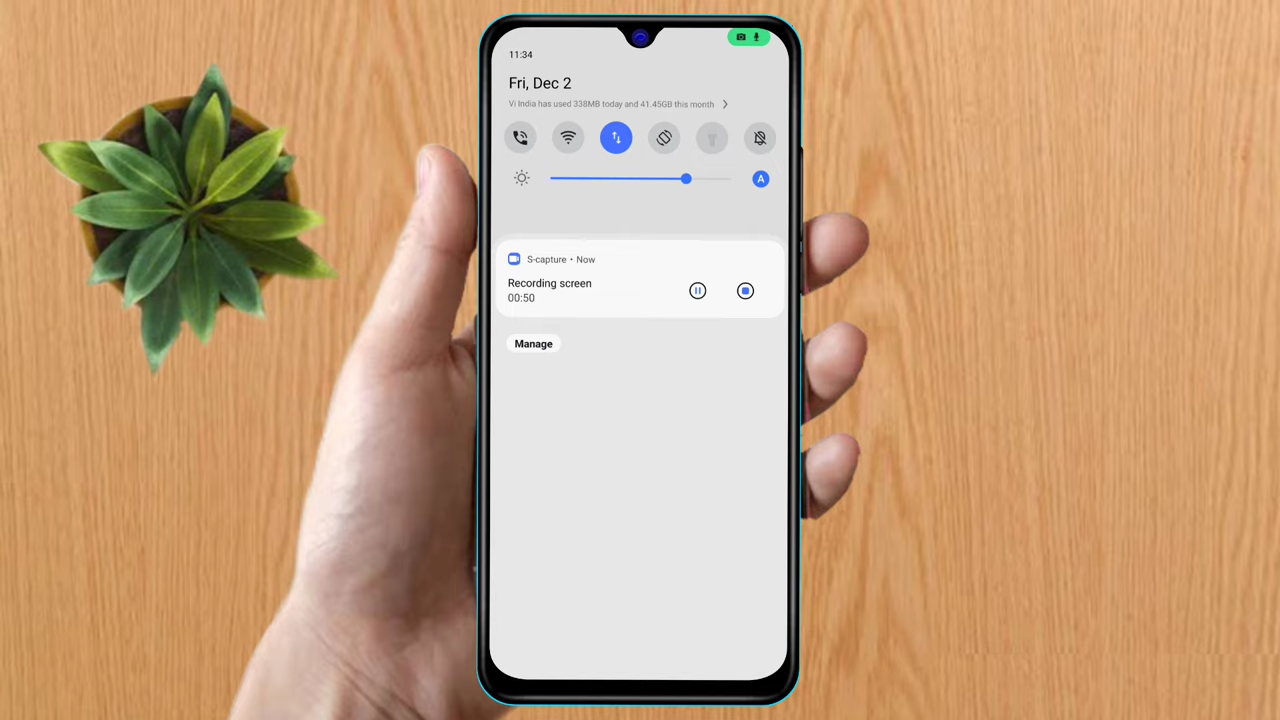 11:34
Fri, Dec 2
Vi India has used 338MB today and 41.45GB this month
A
S-capture • Now
Recording screen
00:50
Manage